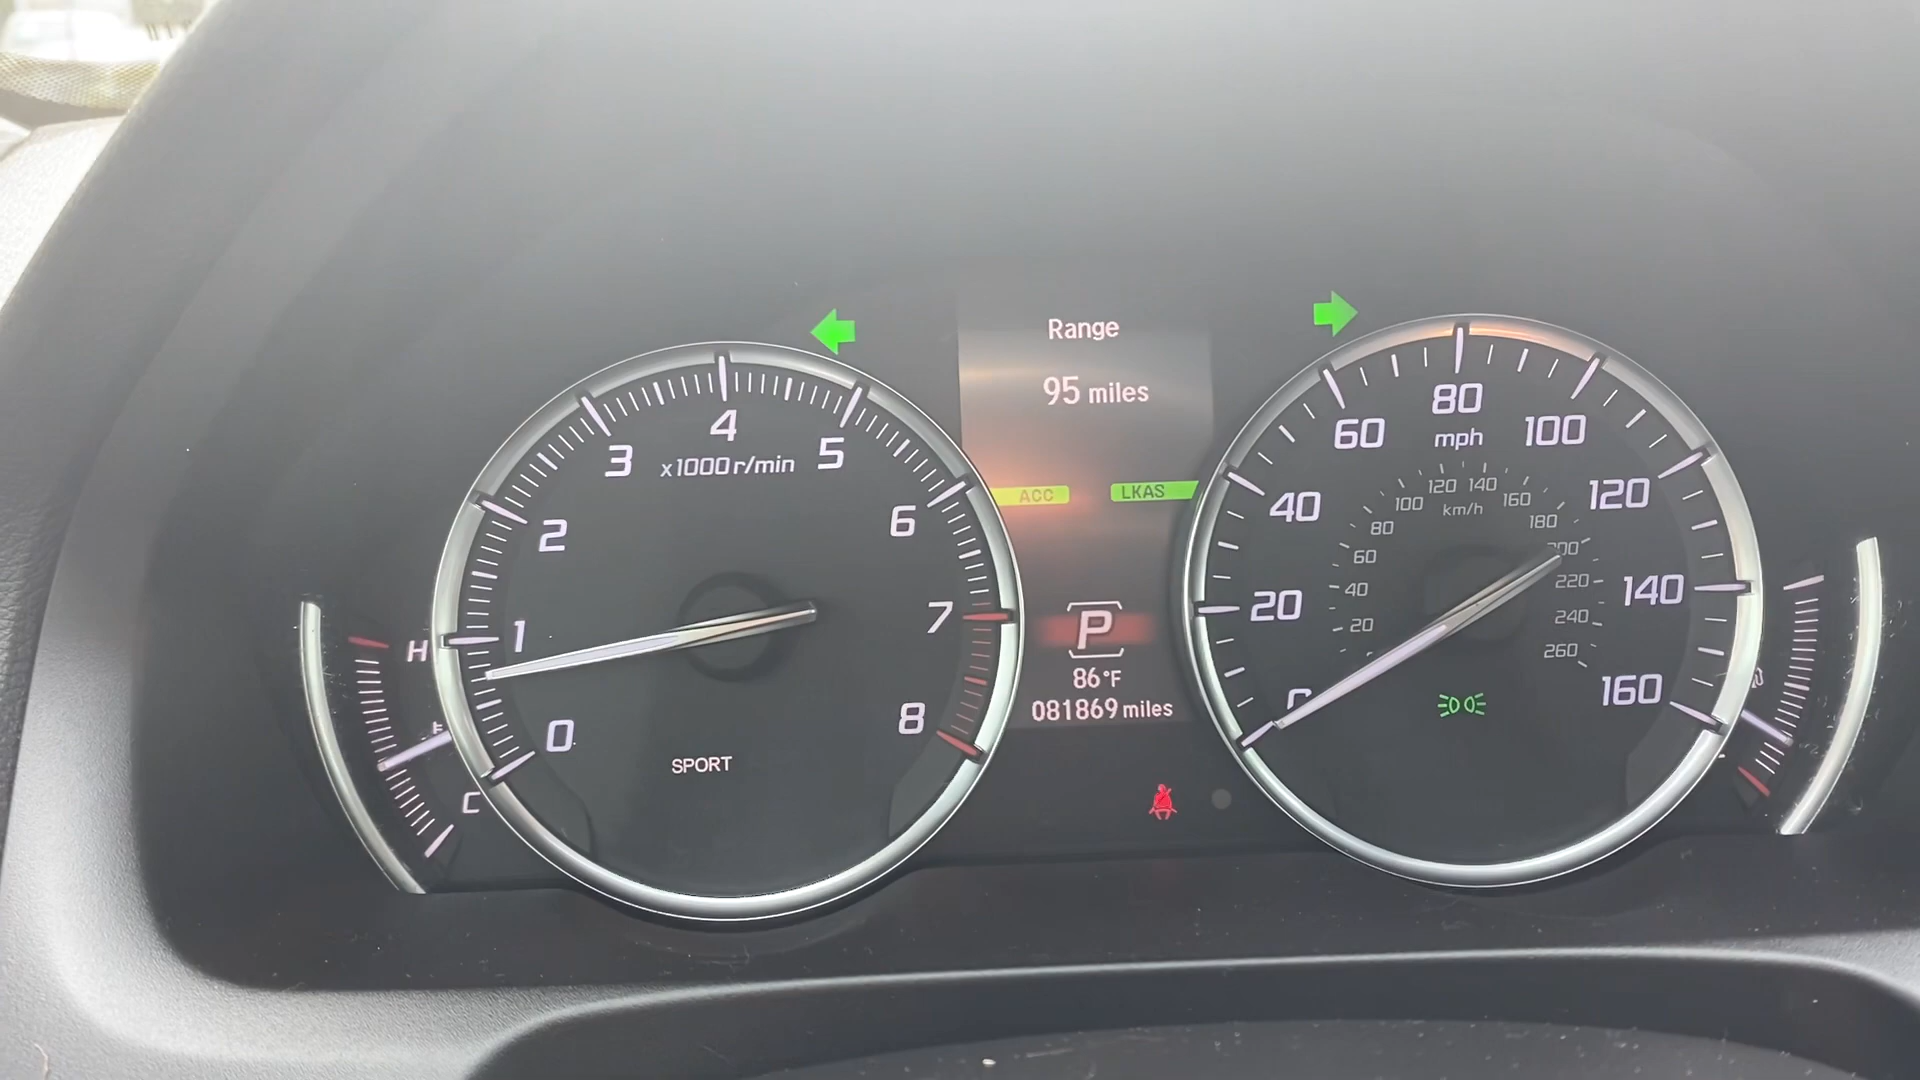 Range
95 miles
ACC
LKAS
P
86°F
081869 miles
0
1
2
3
4
5
6
7
8
x1000 r/min
SPORT
H
C
20
40
60
80
100
120
140
160
mph
20
40
60
80
100
120
140
160
180
220
240
260
km/h